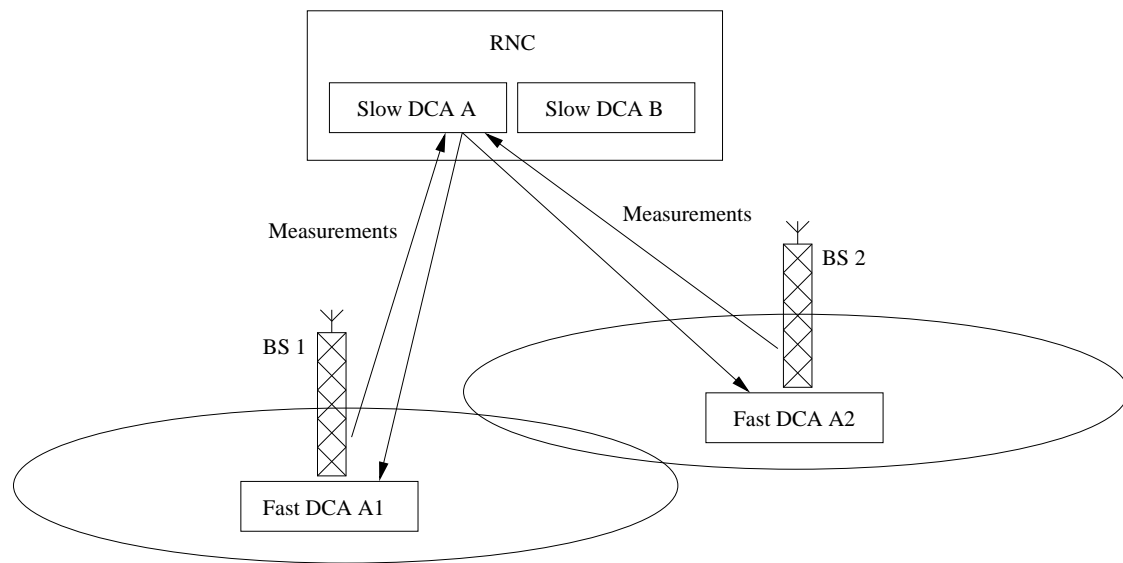 RNC
Slow DCA A
Slow DCA B
Measurements
Measurements
BS 2
BS 1
Fast DCA A2
Fast DCA A1